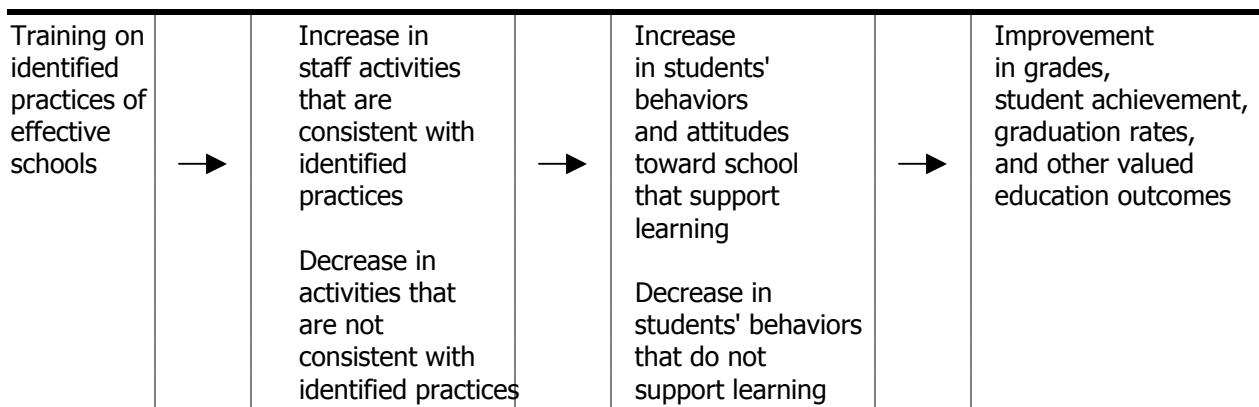 Training on
identified
practices of
effective
schools
Increase in
staff activities
that are
consistent with
identified
practices
Decrease in
activities that
are not
consistent with
identified practices
Increase
in students'
behaviors
and attitudes
toward school
that support
learning
Decrease in
students' behaviors
that do not
support learning
Improvement
in grades,
student achievement,
graduation rates,
and other valued
education outcomes